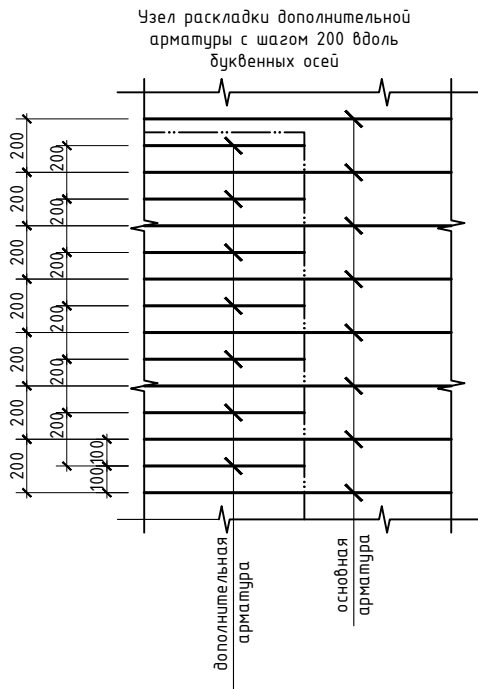 Узел раскладки дополнительной
арматуры с шагом 200 вдоль
буквенных осей
200
200
200
200
200
200
200
200
200
200
200
200
200
100
100
дополнительная
арматура
основная
арматура